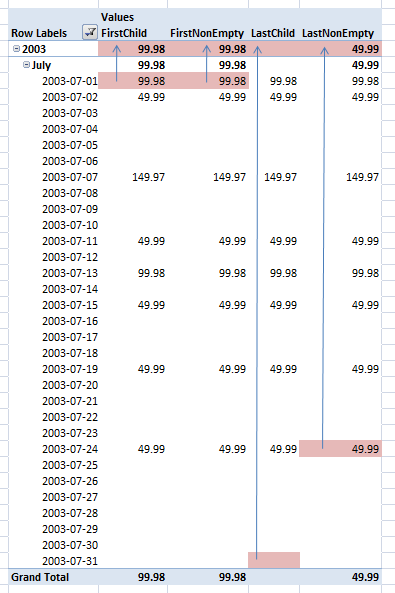 Values
Row Labels FirstChild FirstNonEmpty LastChild LastNonEmpty
2003 99.98 99.98 49.99
July 99.98 99.98 49.99
2003-07-01 99.98 99.98 99.98 99.98
2003-07-02 49.99 49.99 49.99 49.99
2003-07-03
2003-07-04
2003-07-05
2003-07-06
2003-07-07 149.97 149.97 149.97 149.97
2003-07-08
2003-07-09
2003-07-10
2003-07-11 49.99 49.99 49.99 49.99
2003-07-12
2003-07-13 99.98 99.98 99.98 99.98
2003-07-14
2003-07-15 49.99 49.99 49.99 49.99
2003-07-16
2003-07-17
2003-07-18
2003-07-19 49.99 49.99 49.99 49.99
2003-07-20
2003-07-21
2003-07-22
2003-07-23
2003-07-24 49.99 49.99 49.99 49.99
2003-07-25
2003-07-26
2003-07-27
2003-07-28
2003-07-29
2003-07-30
2003-07-31
Grand Total 99.98 99.98 49.99